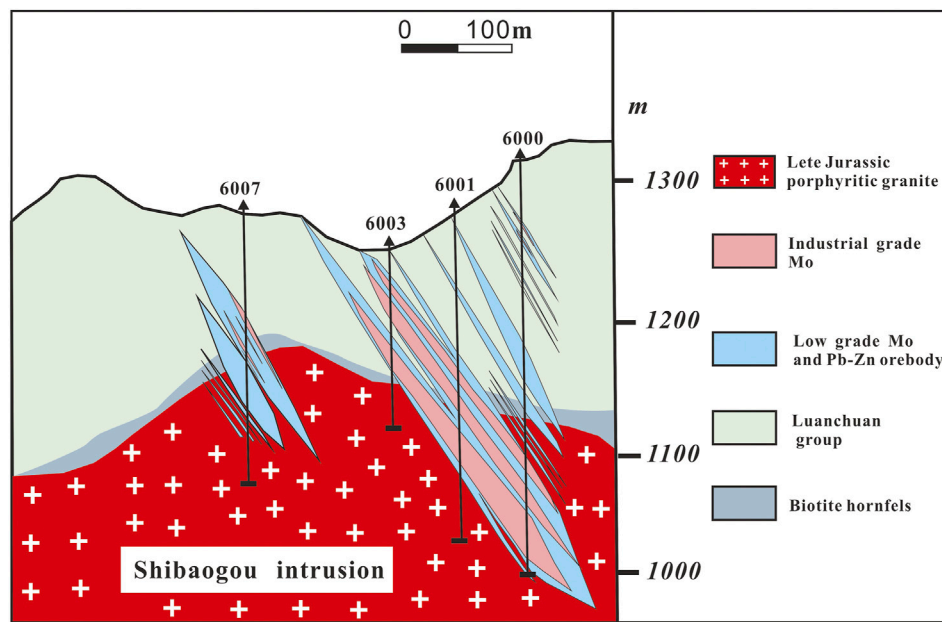 0 100m
m
6000
1300
6007
6001
6003
1200
1100
1000
Shibaogou intrusion
Lete Jurassic
porphyritic granite
Industrial grade
Mo
Low grade Mo
and Pb-Zn orebody
Luanchuan
group
Biotite hornfels